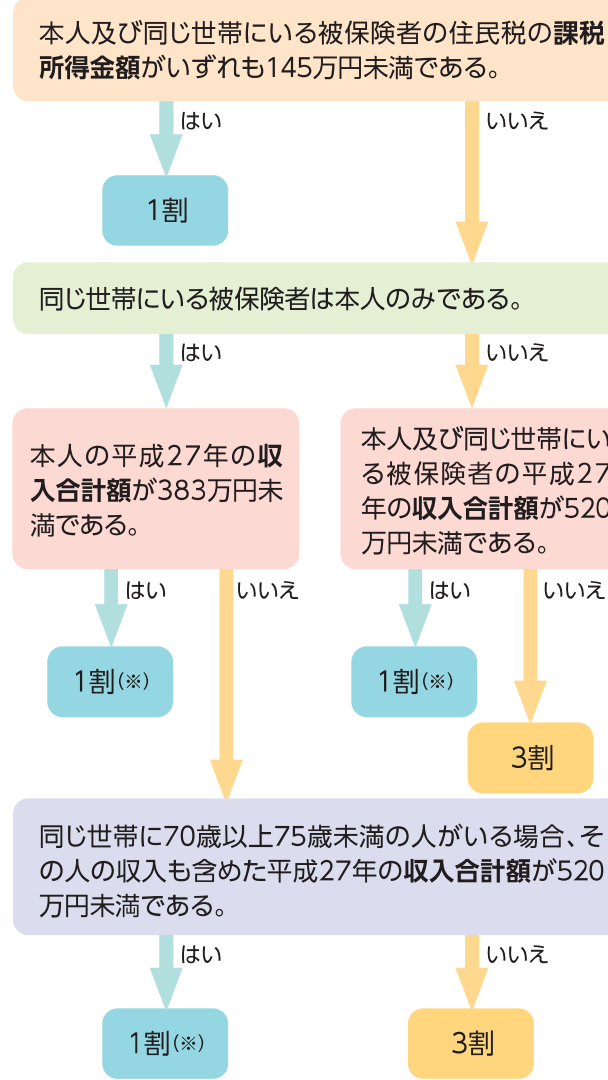 本人及び同じ世帯にいる被保険者の住民税の課税
所得金額がいずれも145万円未満である。
はい
いいえ
1割
同じ世帯にいる被保険者は本人のみである。
はい
いいえ
本人の平成27年の収
入合計額が383万円未
満である。
本人及び同じ世帯にい
る被保険者の平成27
年の収入合計額が520
万円未満である。
はい
いいえ
はい
いいえ
1割(※)
1割(※)
3割
同じ世帯に70歳以上75歳未満の人がいる場合、そ
の人の収入も含めた平成27年の収入合計額が520
万円未満である。
はい
いいえ
1割(※)
3割